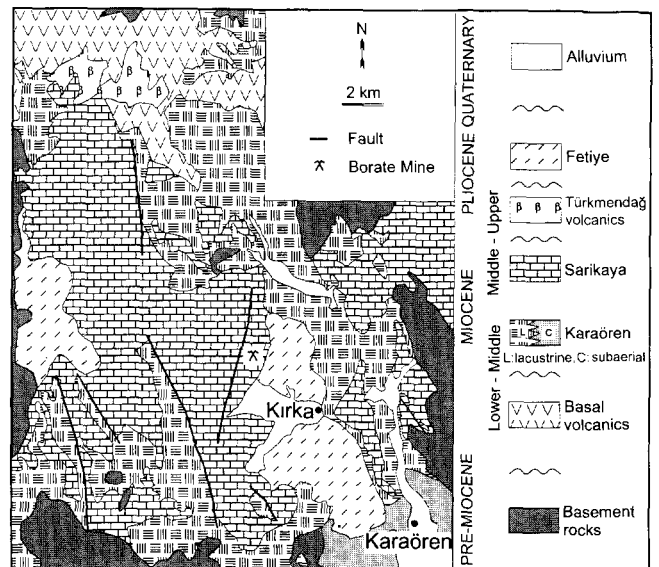 N
2 km
Fault
Borate Mine
β β β
β β β
Kırka
Karaören
PLIOCENE QUATERNARY
MIOCENE
Middle - Upper
Lower - Middle
PRE-MIOCENE
Alluvium
Fetiye
β β β
Türkmendağ
volcanics
Sarikaya
L C
Karaören
L:lacustrine, C: subaerial
Basal
volcanics
Basement
rocks